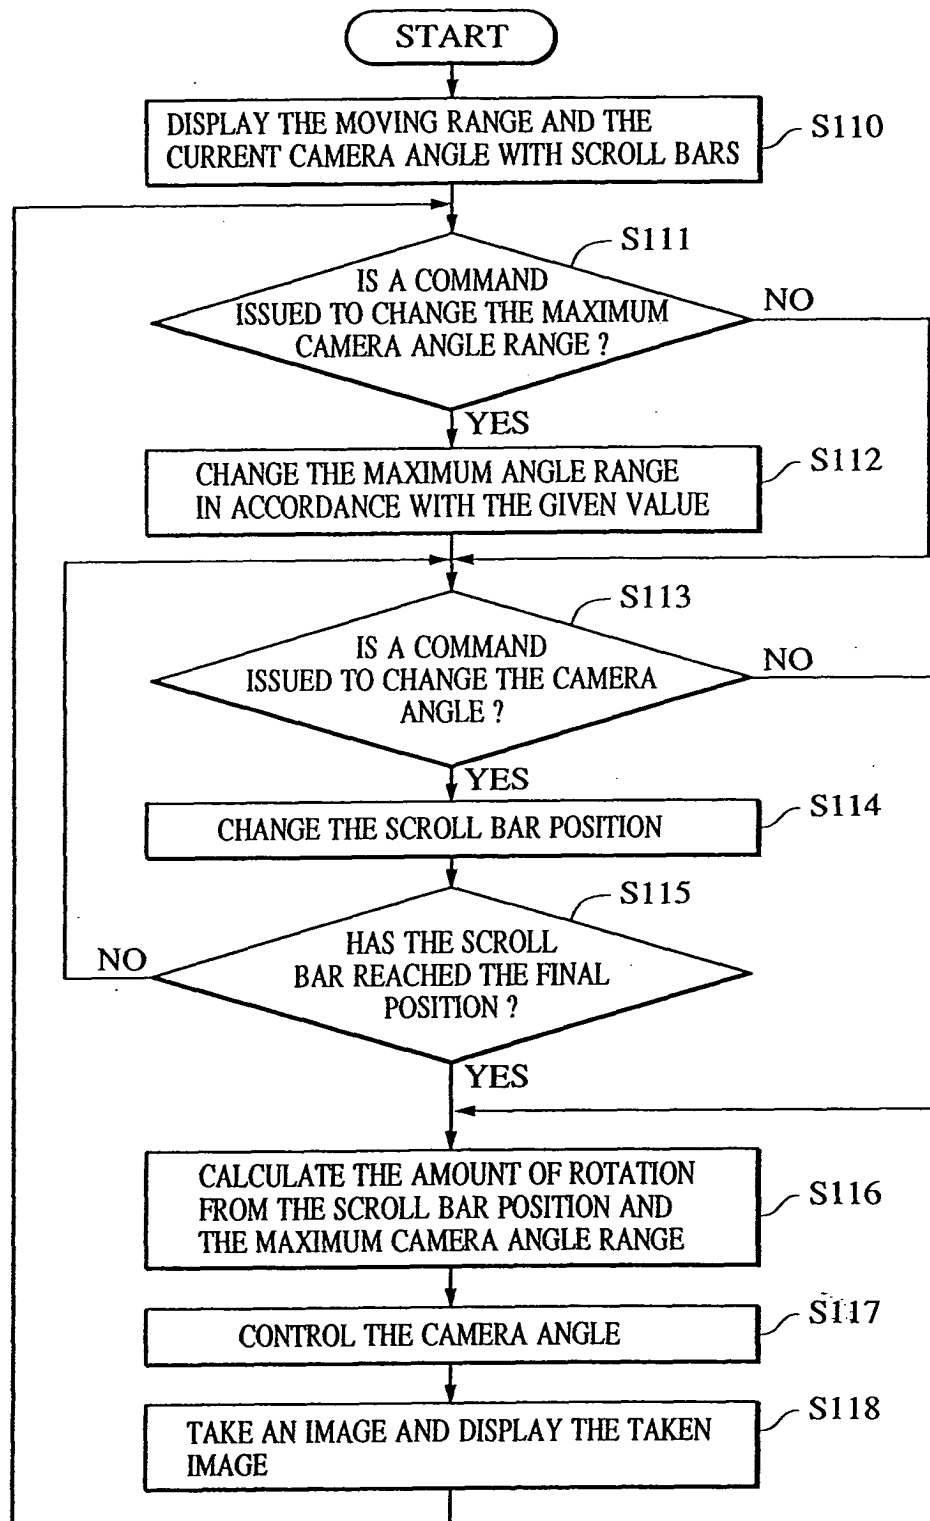 START
DISPLAY THE MOVING RANGE AND THE
CURRENT CAMERA ANGLE WITH SCROLL BARS
S110
S111
IS A COMMAND
ISSUED TO CHANGE THE MAXIMUM
CAMERA ANGLE RANGE ?
NO
YES
CHANGE THE MAXIMUM ANGLE RANGE
IN ACCORDANCE WITH THE GIVEN VALUE
S112
S113
IS A COMMAND
ISSUED TO CHANGE THE CAMERA
ANGLE ?
NO
YES
CHANGE THE SCROLL BAR POSITION
S114
S115
HAS THE SCROLL
BAR REACHED THE FINAL
POSITION ?
NO
YES
CALCULATE THE AMOUNT OF ROTATION
FROM THE SCROLL BAR POSITION AND
THE MAXIMUM CAMERA ANGLE RANGE
S116
CONTROL THE CAMERA ANGLE
S117
TAKE AN IMAGE AND DISPLAY THE TAKEN
IMAGE
S118